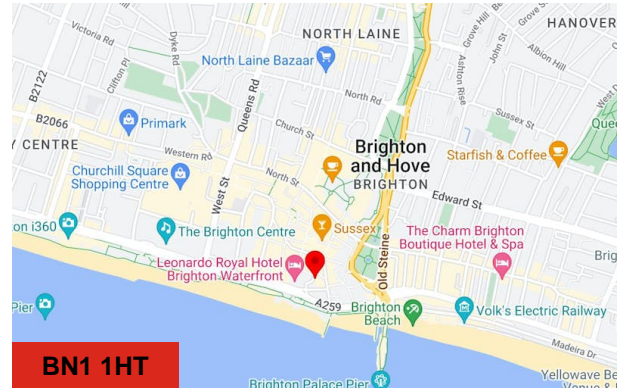 NORTH LAINE
HANOVER
Victoria Rd
Dyke Rd
Grove Hill
John St
Albion Hill
B2122
Clifton Pl
North Laine Bazaar
Ashton Rise
Queens Rd
North Rd
Sussex St
Quee
B2066
Primark
Church St
Y CENTRE
Western Rd
Brighton
and Hove
BRIGHTON
Starfish & Coffee
Churchill Square
Shopping Centre
West St
North St
Edward St
on i360
The Brighton Centre
Sussex
The Charm Brighton
Boutique Hotel & Spa
Leonardo Royal Hotel
Brighton Waterfront
Old Steine
A259
Brighton
Beach
Volk's Electric Railway
Pier
Madeira Dr
BN1 1HT
Brighton Palace Pier
Yellowave Be
Venue &